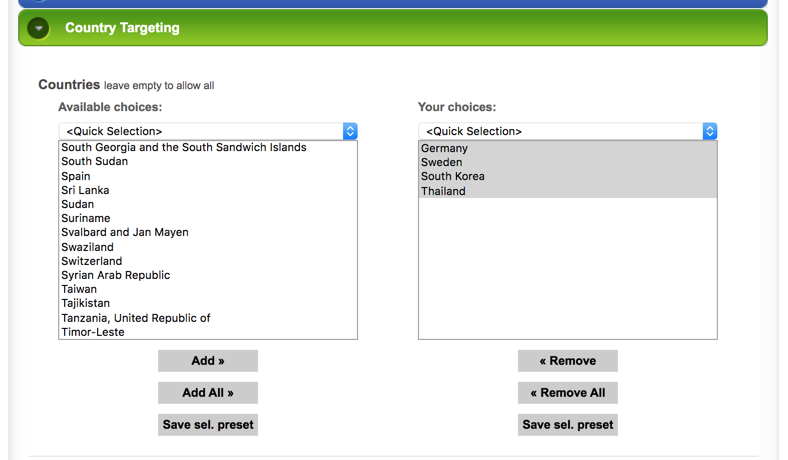 Country Targeting
Countries leave empty to allow all
Available choices:
<Quick Selection>
South Georgia and the South Sandwich Islands
South Sudan
Spain
Sri Lanka
Sudan
Suriname
Svalbard and Jan Mayen
Swaziland
Switzerland
Syrian Arab Republic
Taiwan
Tajikistan
Tanzania, United Republic of
Timor-Leste
Add »
Add All »
Save sel. preset
Your choices:
<Quick Selection>
Germany
Sweden
South Korea
Thailand
« Remove
« Remove All
Save sel. preset